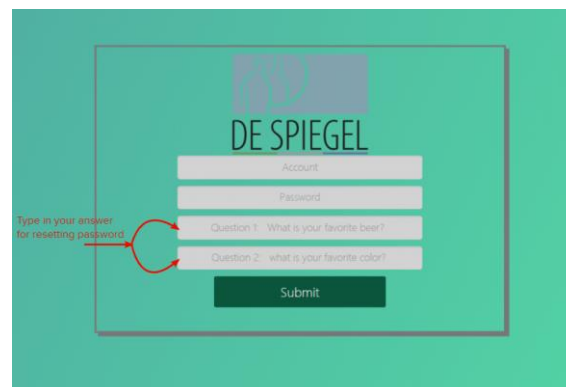 DE SPIEGEL
Account
Password
Type in your answer
for resetting password
Question 1: What is your favorite beer?
Question 2: what is your favorite color?
Submit